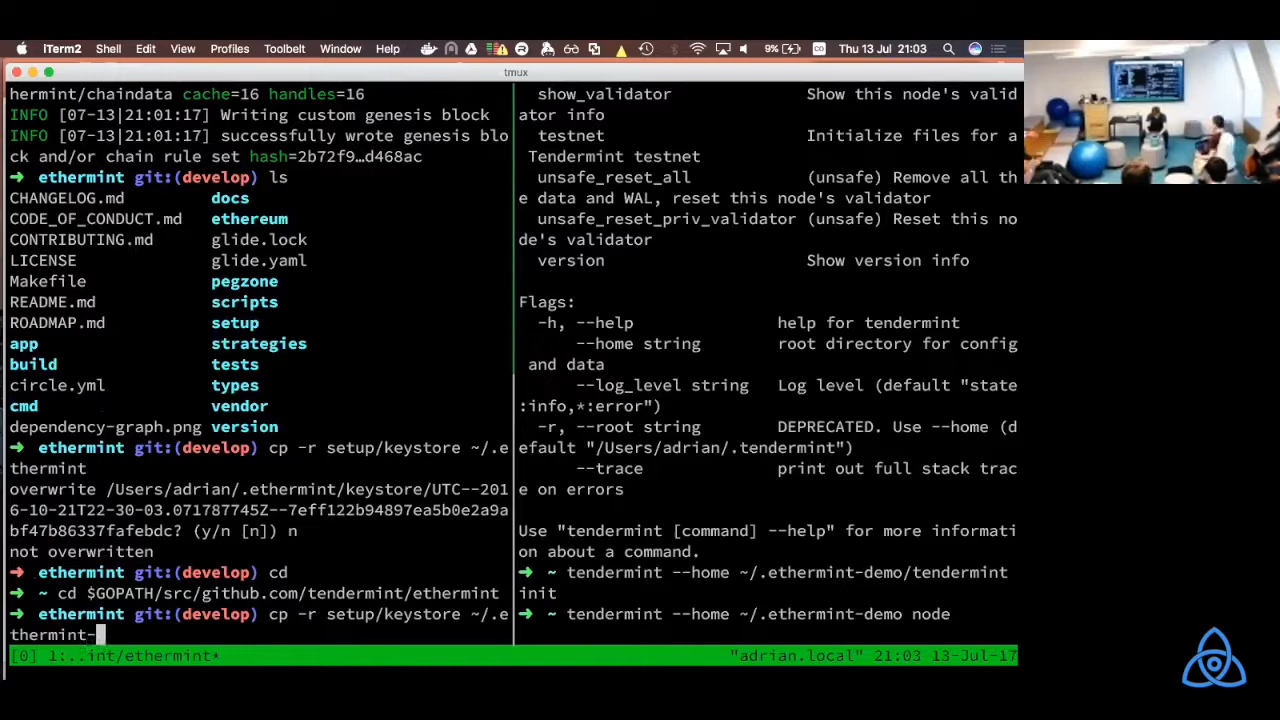 iTerm2 Shell Edit View Profiles Toolbelt Window Help 9% Thu 13 Jul 21:03
tmux
hermint/chaindata cache=16 handles=16
INFO [07-13|21:01:17] Writing custom genesis block
INFO [07-13|21:01:17] successfully wrote genesis blo
ck and/or chain rule set hash=2b72f9…d468ac
➜ ethermint git:(develop) ls
CHANGELOG.md docs
CODE_OF_CONDUCT.md ethereum
CONTRIBUTING.md glide.lock
LICENSE glide.yaml
Makefile pegzone
README.md scripts
ROADMAP.md setup
app strategies
build tests
circle.yml types
cmd vendor
dependency-graph.png version
➜ ethermint git:(develop) cp -r setup/keystore ~/.e
thermint
overwrite /Users/adrian/.ethermint/keystore/UTC--201
6-10-21T22-30-03.071787745Z--7eff122b94897ea5b0e2a9a
bf47b86337fafebdc? (y/n [n]) n
not overwritten
➜ ethermint git:(develop) cd
➜ ~ cd $GOPATH/src/github.com/tendermint/ethermint
➜ ethermint git:(develop) cp -r setup/keystore ~/.e
thermint-
show_validator Show this node's valid
ator info
testnet Initialize files for a
Tendermint testnet
unsafe_reset_all (unsafe) Remove all th
e data and WAL, reset this node's validator
unsafe_reset_priv_validator (unsafe) Reset this no
de's validator
version Show version info
Flags:
-h, --help help for tendermint
--home string root directory for config
and data
--log_level string Log level (default "state
:info,*:error")
-r, --root string DEPRECATED. Use --home (d
efault "/Users/adrian/.tendermint")
--trace print out full stack trac
e on errors
Use "tendermint [command] --help" for more informati
on about a command.
➜ ~ tendermint --home ~/.ethermint-demo/tendermint
init
➜ ~ tendermint --home ~/.ethermint-demo node
[0] 1:..int/ethermint* "adrian.local" 21:03 13-Jul-17